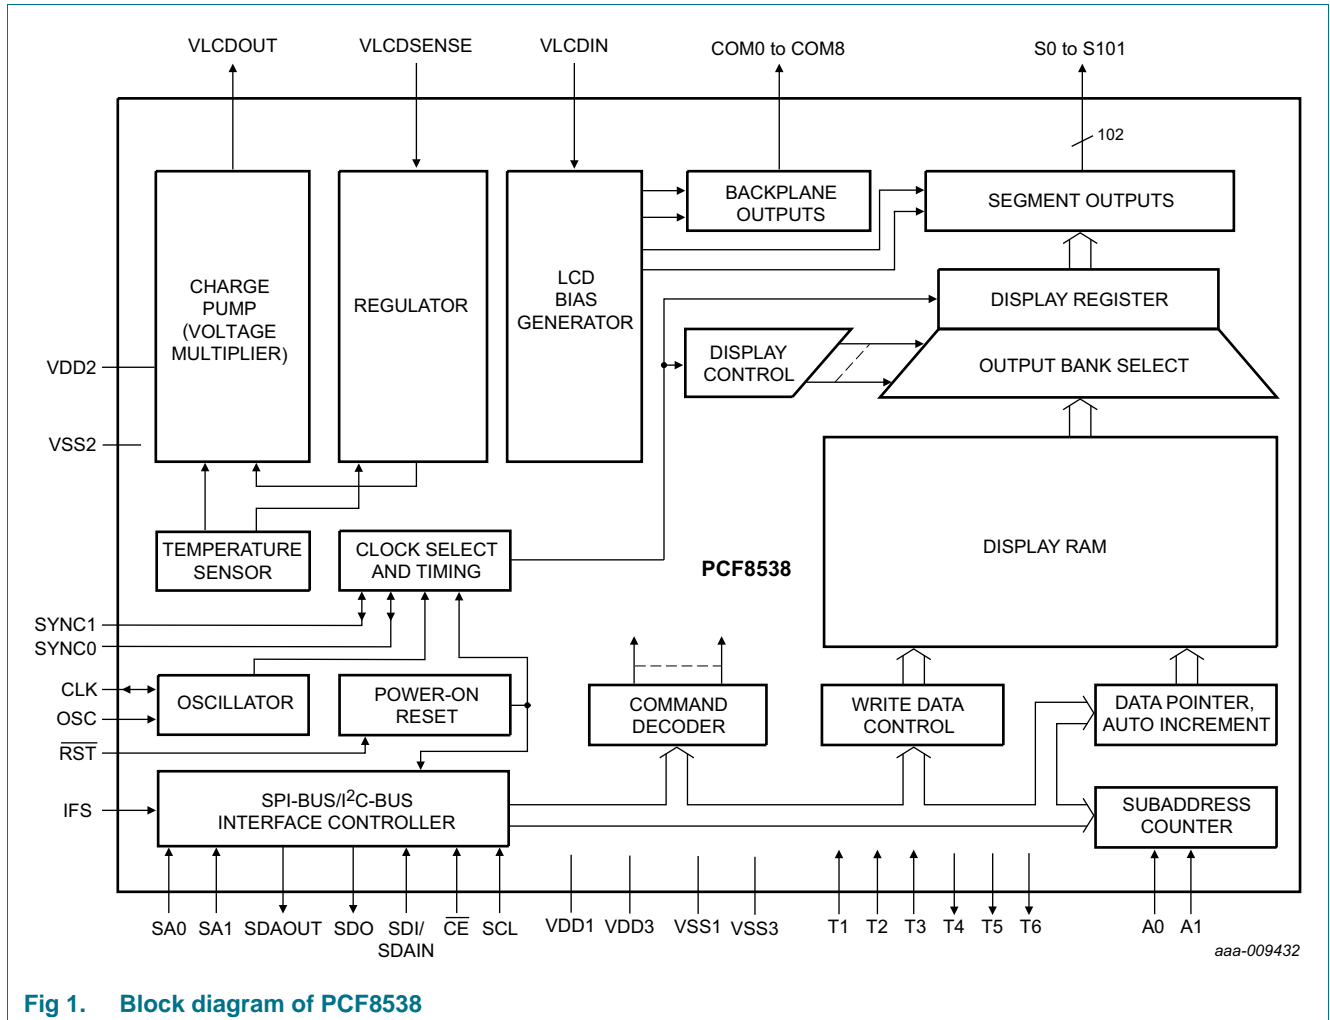 VLCDOUT VLCDSENSE VLCDIN COM0 to COM8 S0 to S101
102
CHARGE
PUMP
(VOLTAGE
MULTIPLIER)
REGULATOR
LCD
BIAS
GENERATOR
BACKPLANE
OUTPUTS
SEGMENT OUTPUTS
DISPLAY REGISTER
DISPLAY
CONTROL
OUTPUT BANK SELECT
VDD2
VSS2
TEMPERATURE
SENSOR
CLOCK SELECT
AND TIMING
PCF8538
DISPLAY RAM
SYNC1
SYNC0
CLK
OSC
RST
IFS
OSCILLATOR
POWER-ON
RESET
COMMAND
DECODER
WRITE DATA
CONTROL
DATA POINTER,
AUTO INCREMENT
SPI-BUS/I²C-BUS
INTERFACE CONTROLLER
SUBADDRESS
COUNTER
SA0 SA1 SDAOUT SDO SDI/
SDAIN
CE SCL VDD1 VDD3 VSS1 VSS3 T1 T2 T3 T4 T5 T6 A0 A1
aaa-009432
Fig 1. Block diagram of PCF8538